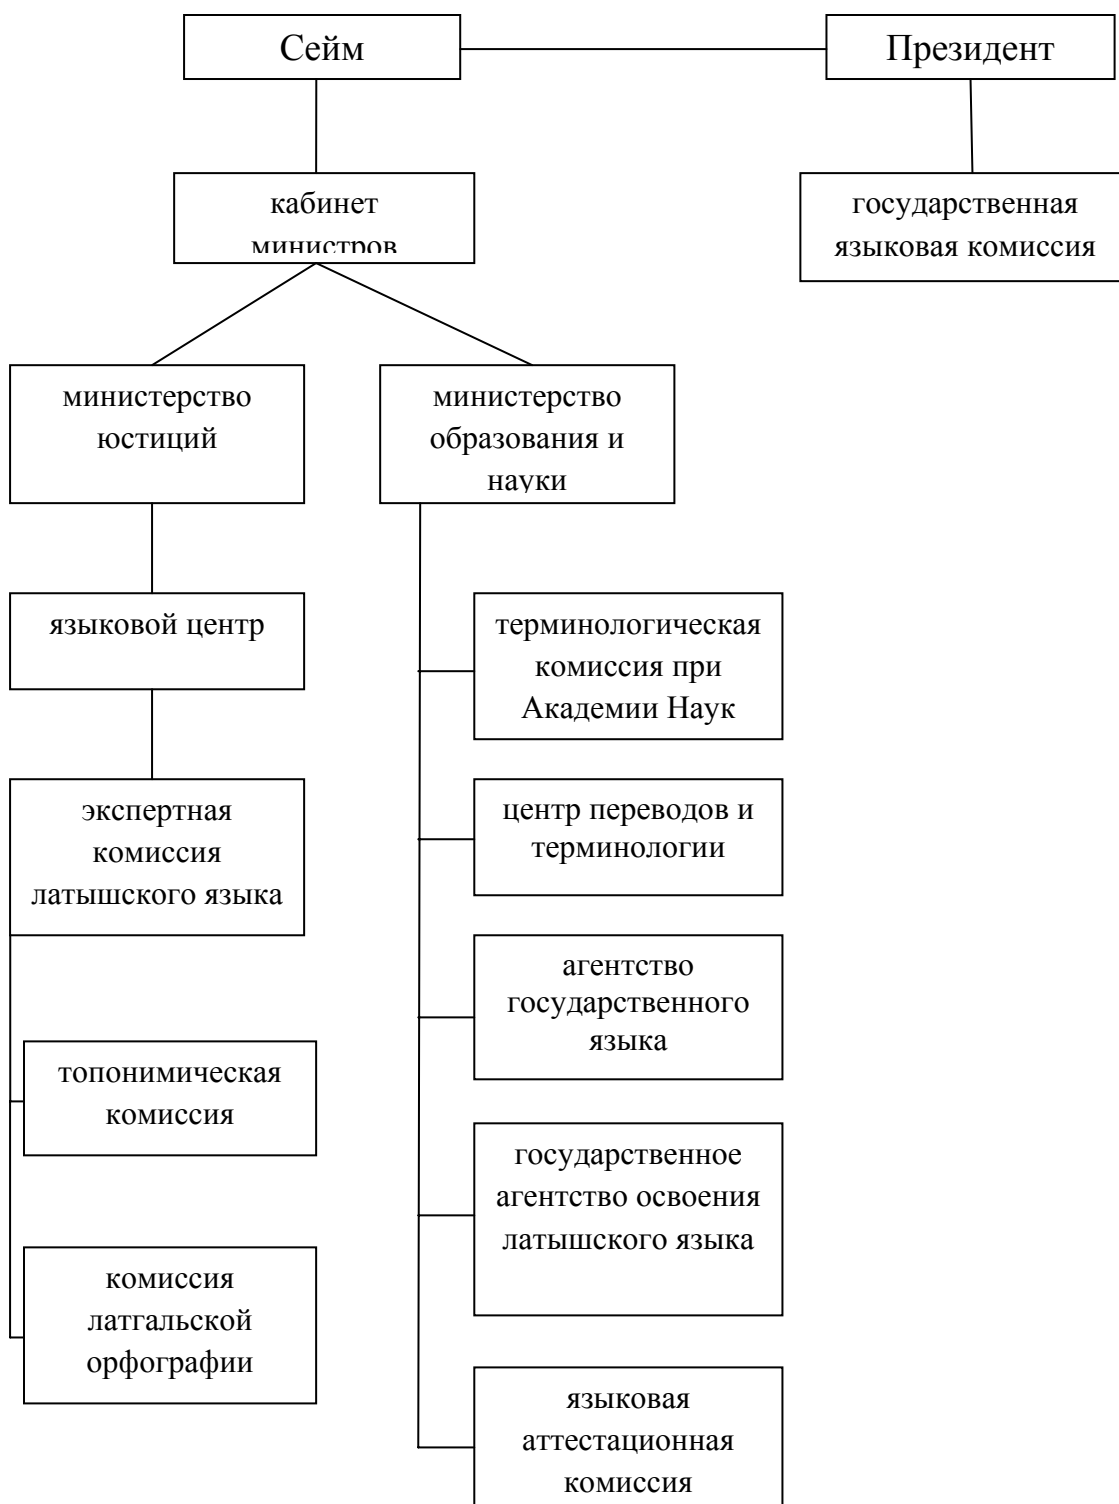 Сейм
Президент
кабинет
министров
государственная
языковая комиссия
министерство
юстиций
министерство
образования и
науки
языковой центр
терминологическая
комиссия при
Академии Наук
экспертная
комиссия
латышского языка
центр переводов и
терминологии
агентство
государственного
языка
топонимическая
комиссия
государственное
агентство освоения
латышского языка
комиссия
латгальской
орфографии
языковая
аттестационная
комиссия